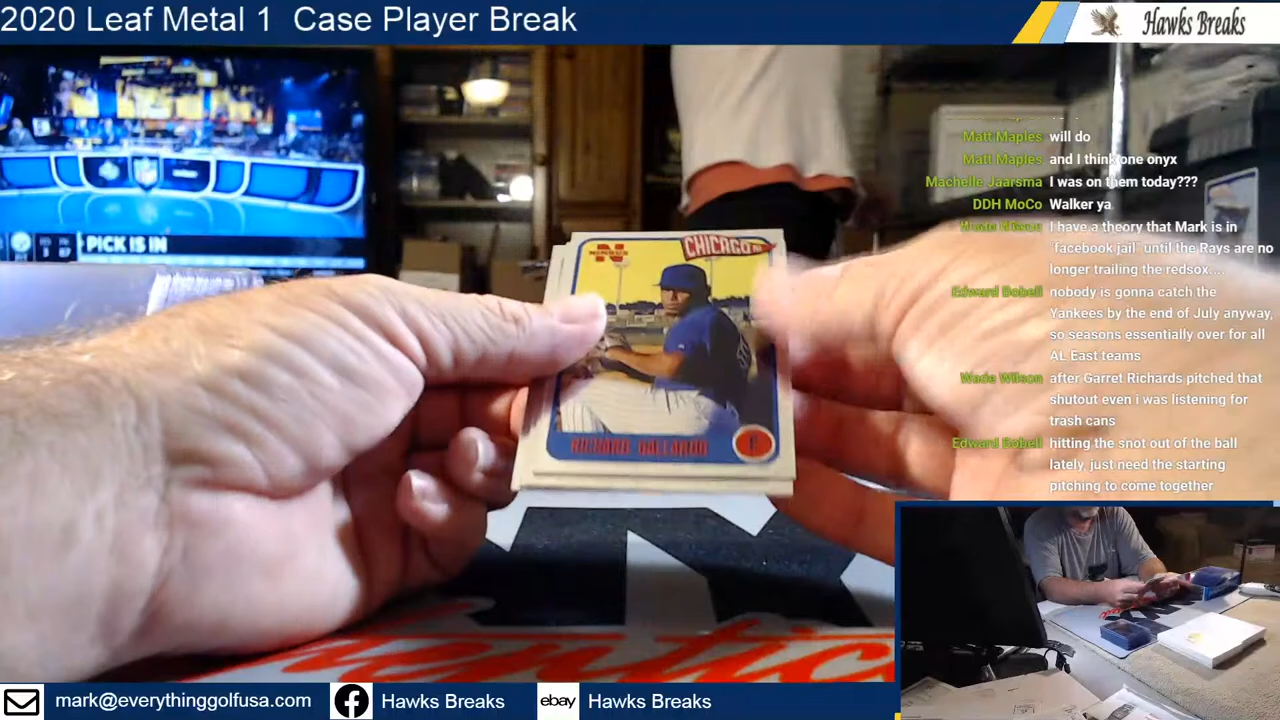 2020 Leaf Metal 1 Case Player Break
Hawks Breaks
Matt Maples will do
Matt Maples and I think one onyx
Machelle Jaarsma I was on them today???
DDH MoCo Walker ya
I have a theory that Mark is in
facebook jail until the Rays are no
longer trailing the redsox....
Edward Bobell nobody is gonna catch the
Yankees by the end of July anyway,
so seasons essentially over for all
AL East teams
Wade Wilson after Garret Richards pitched that
shutout even i was listening for
trash cans
Edward Bobell hitting the snot out of the ball
lately, just need the starting
pitching to come together
PICK IS IN
N
CHICAGO
RICHARD GALLARDO
mark@everythinggolfusa.com
Hawks Breaks
ebay
Hawks Breaks